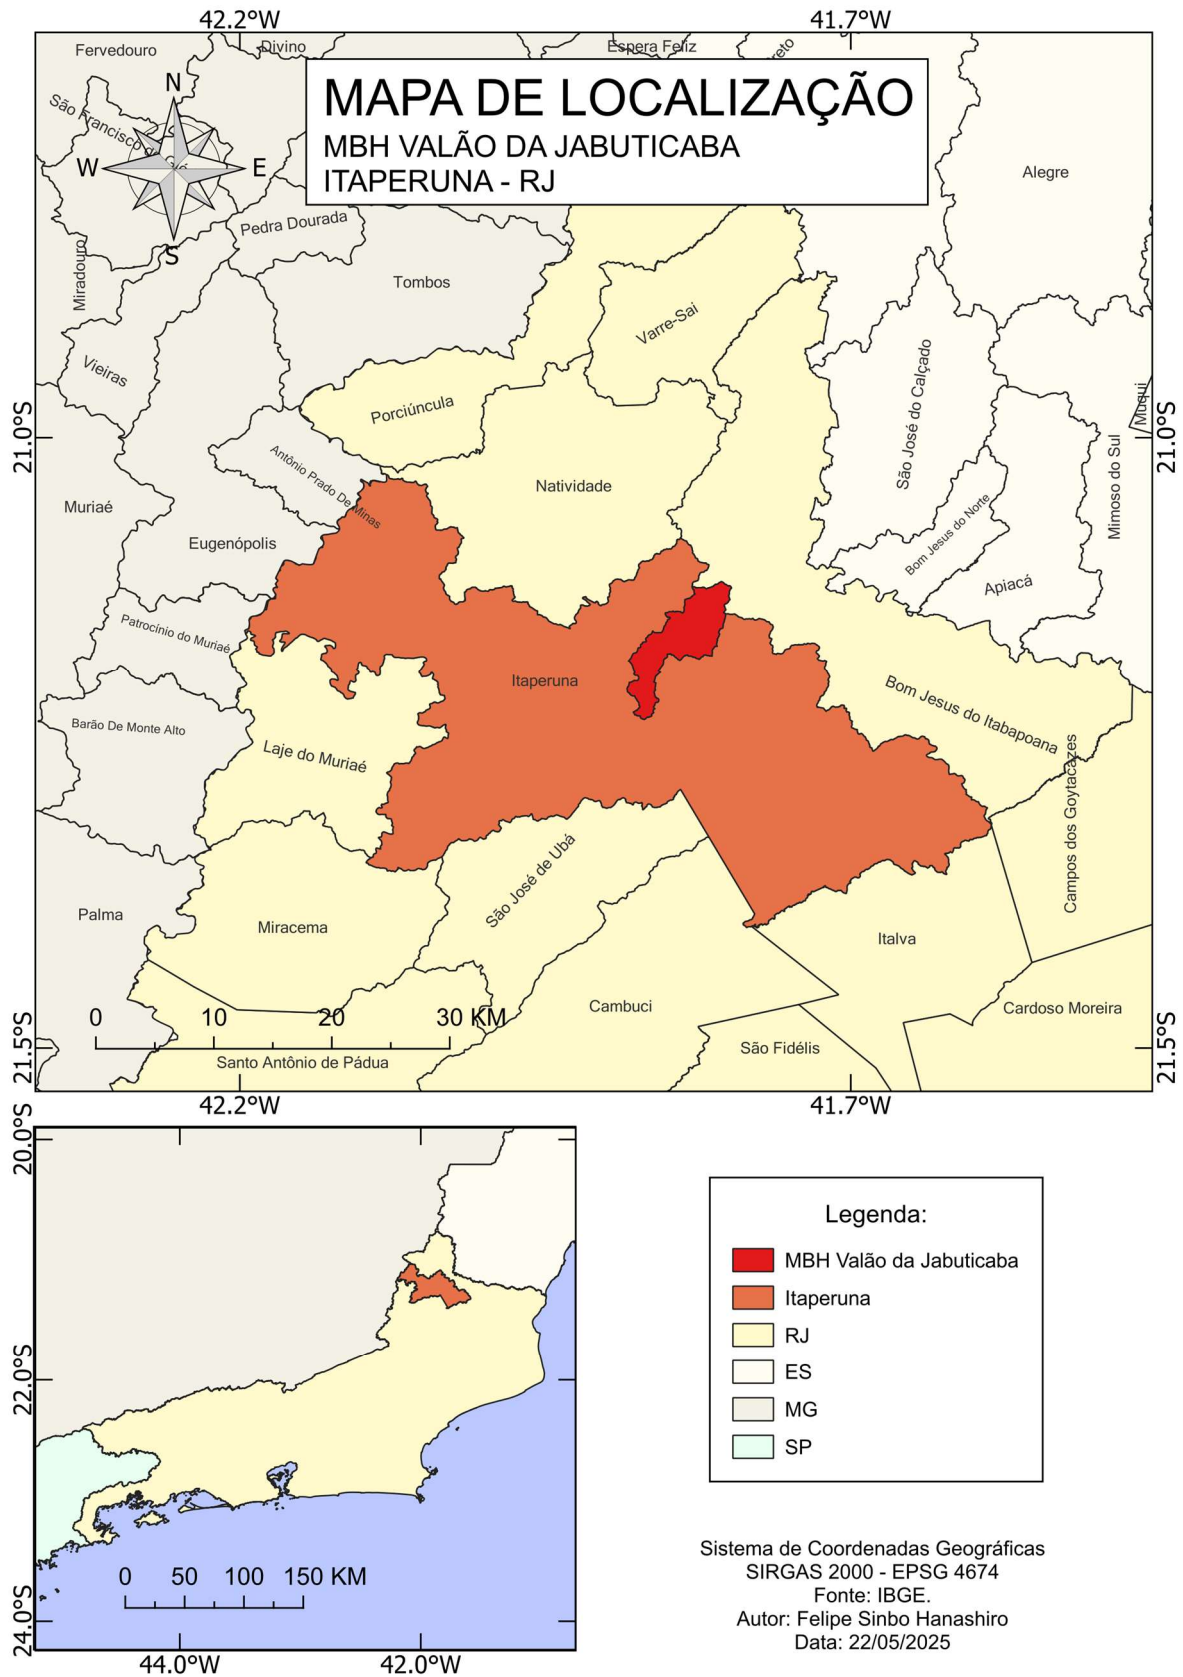 42.2°W
41.7°W
Fervedouro
Divino
Espera Feliz
MAPA DE LOCALIZAÇÃO
MBH VALÃO DA JABUTICABA
ITAPERUNA - RJ
N
W
E
S
São Francisco do
Alegre
Pedra Dourada
Miradouro
Tombos
Varre-Sai
Vieiras
Porciúncula
São José do Calçado
Muqui
21.0°S
21.0°S
Antônio Prado De Minas
Natividade
Mimoso do Sul
Muriaé
Eugenópolis
Bom Jesus do Norte
Apiacá
Patrocínio do Muriaé
Itaperuna
Bom Jesus do Itabapoana
Barão De Monte Alto
Laje do Muriaé
Campos dos Goytacazes
São José de Ubá
Palma
Miracema
Italva
Cambuci
Cardoso Moreira
São Fidélis
0 10 20 30 KM
Santo Antônio de Pádua
21.5°S
21.5°S
42.2°W
41.7°W
20.0°S
22.0°S
24.0°S
0 50 100 150 KM
44.0°W
42.0°W
Legenda:
MBH Valão da Jabuticaba
Itaperuna
RJ
ES
MG
SP
Sistema de Coordenadas Geográficas
SIRGAS 2000 - EPSG 4674
Fonte: IBGE.
Autor: Felipe Sinbo Hanashiro
Data: 22/05/2025